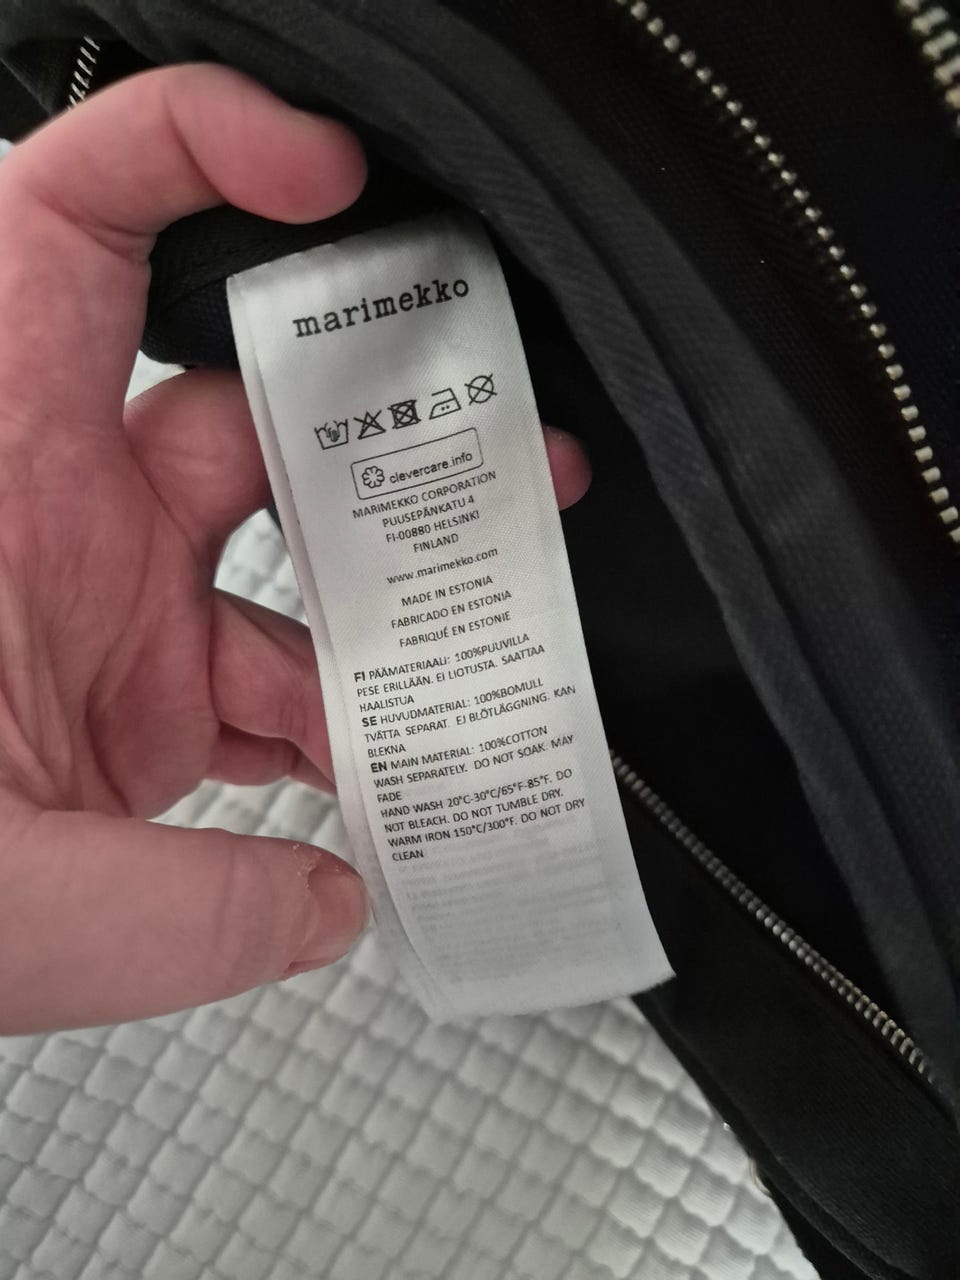 marimekko
clevercare.info
MARIMEKKO CORPORATION
PUUSEPÄNKATU 4
FI-00880 HELSINKI
FINLAND
www.marimekko.com
MADE IN ESTONIA
FABRICADO EN ESTONIA
FABRIQUÉ EN ESTONIE
FI PÄÄMATERIAALI: 100%PUUVILLA
PESE ERILLÄÄN. EI LIOTUSTA. SAATTAA
HAALISTUA
SE HUVUDMATERIAL: 100%BOMULL
TVÄTTA SEPARAT. EJ BLÖTLÄGGNING. KAN
BLEKNA
EN MAIN MATERIAL: 100%COTTON
WASH SEPARATELY. DO NOT SOAK. MAY
FADE
HAND WASH 20°C-30°C/65°F-85°F. DO
NOT BLEACH. DO NOT TUMBLE DRY.
WARM IRON 150°C/300°F. DO NOT DRY
CLEAN